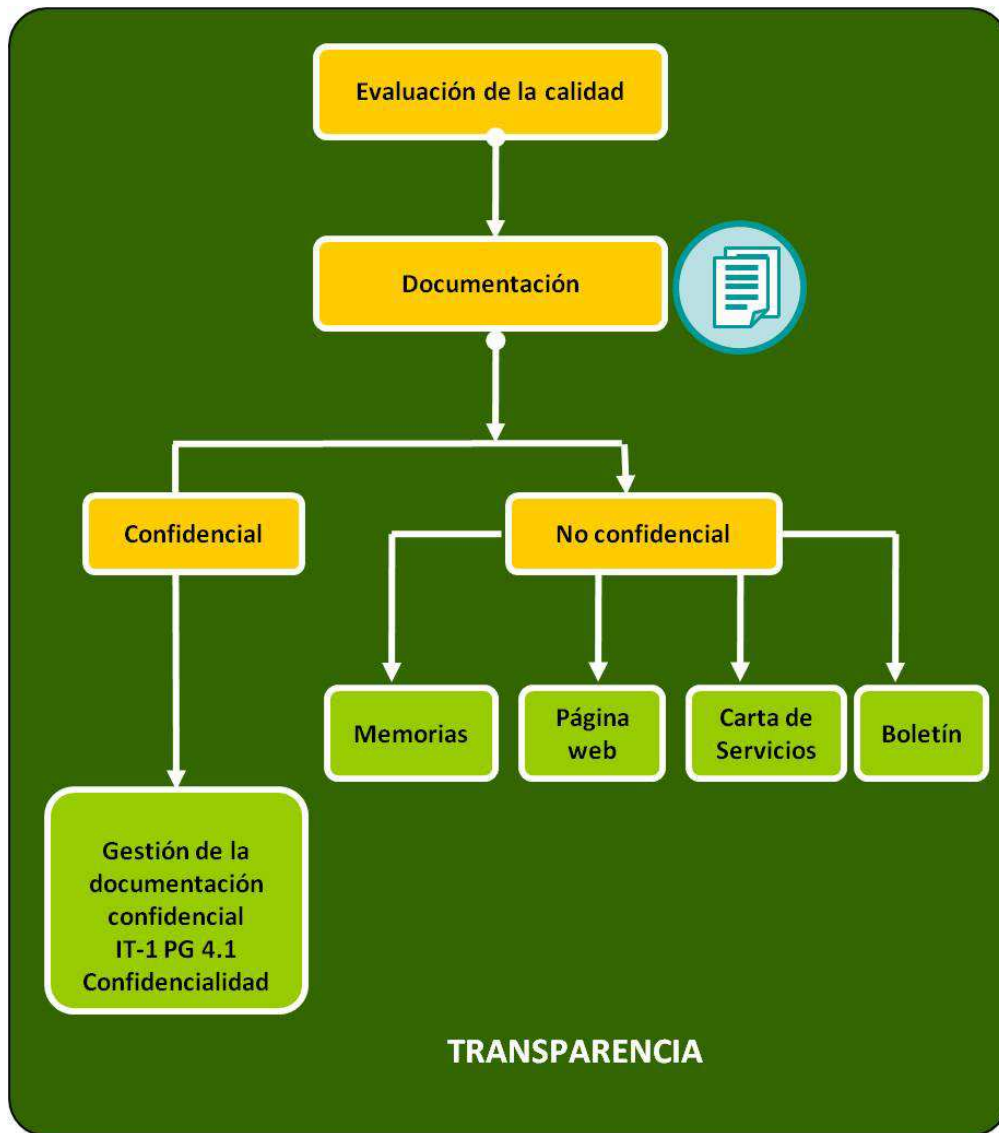 Evaluación de la calidad
Documentación
Confidencial
No confidencial
Memorias
Página
web
Carta de
Servicios
Boletín
Gestión de la
documentación
confidencial
IT-1 PG 4.1
Confidencialidad
TRANSPARENCIA